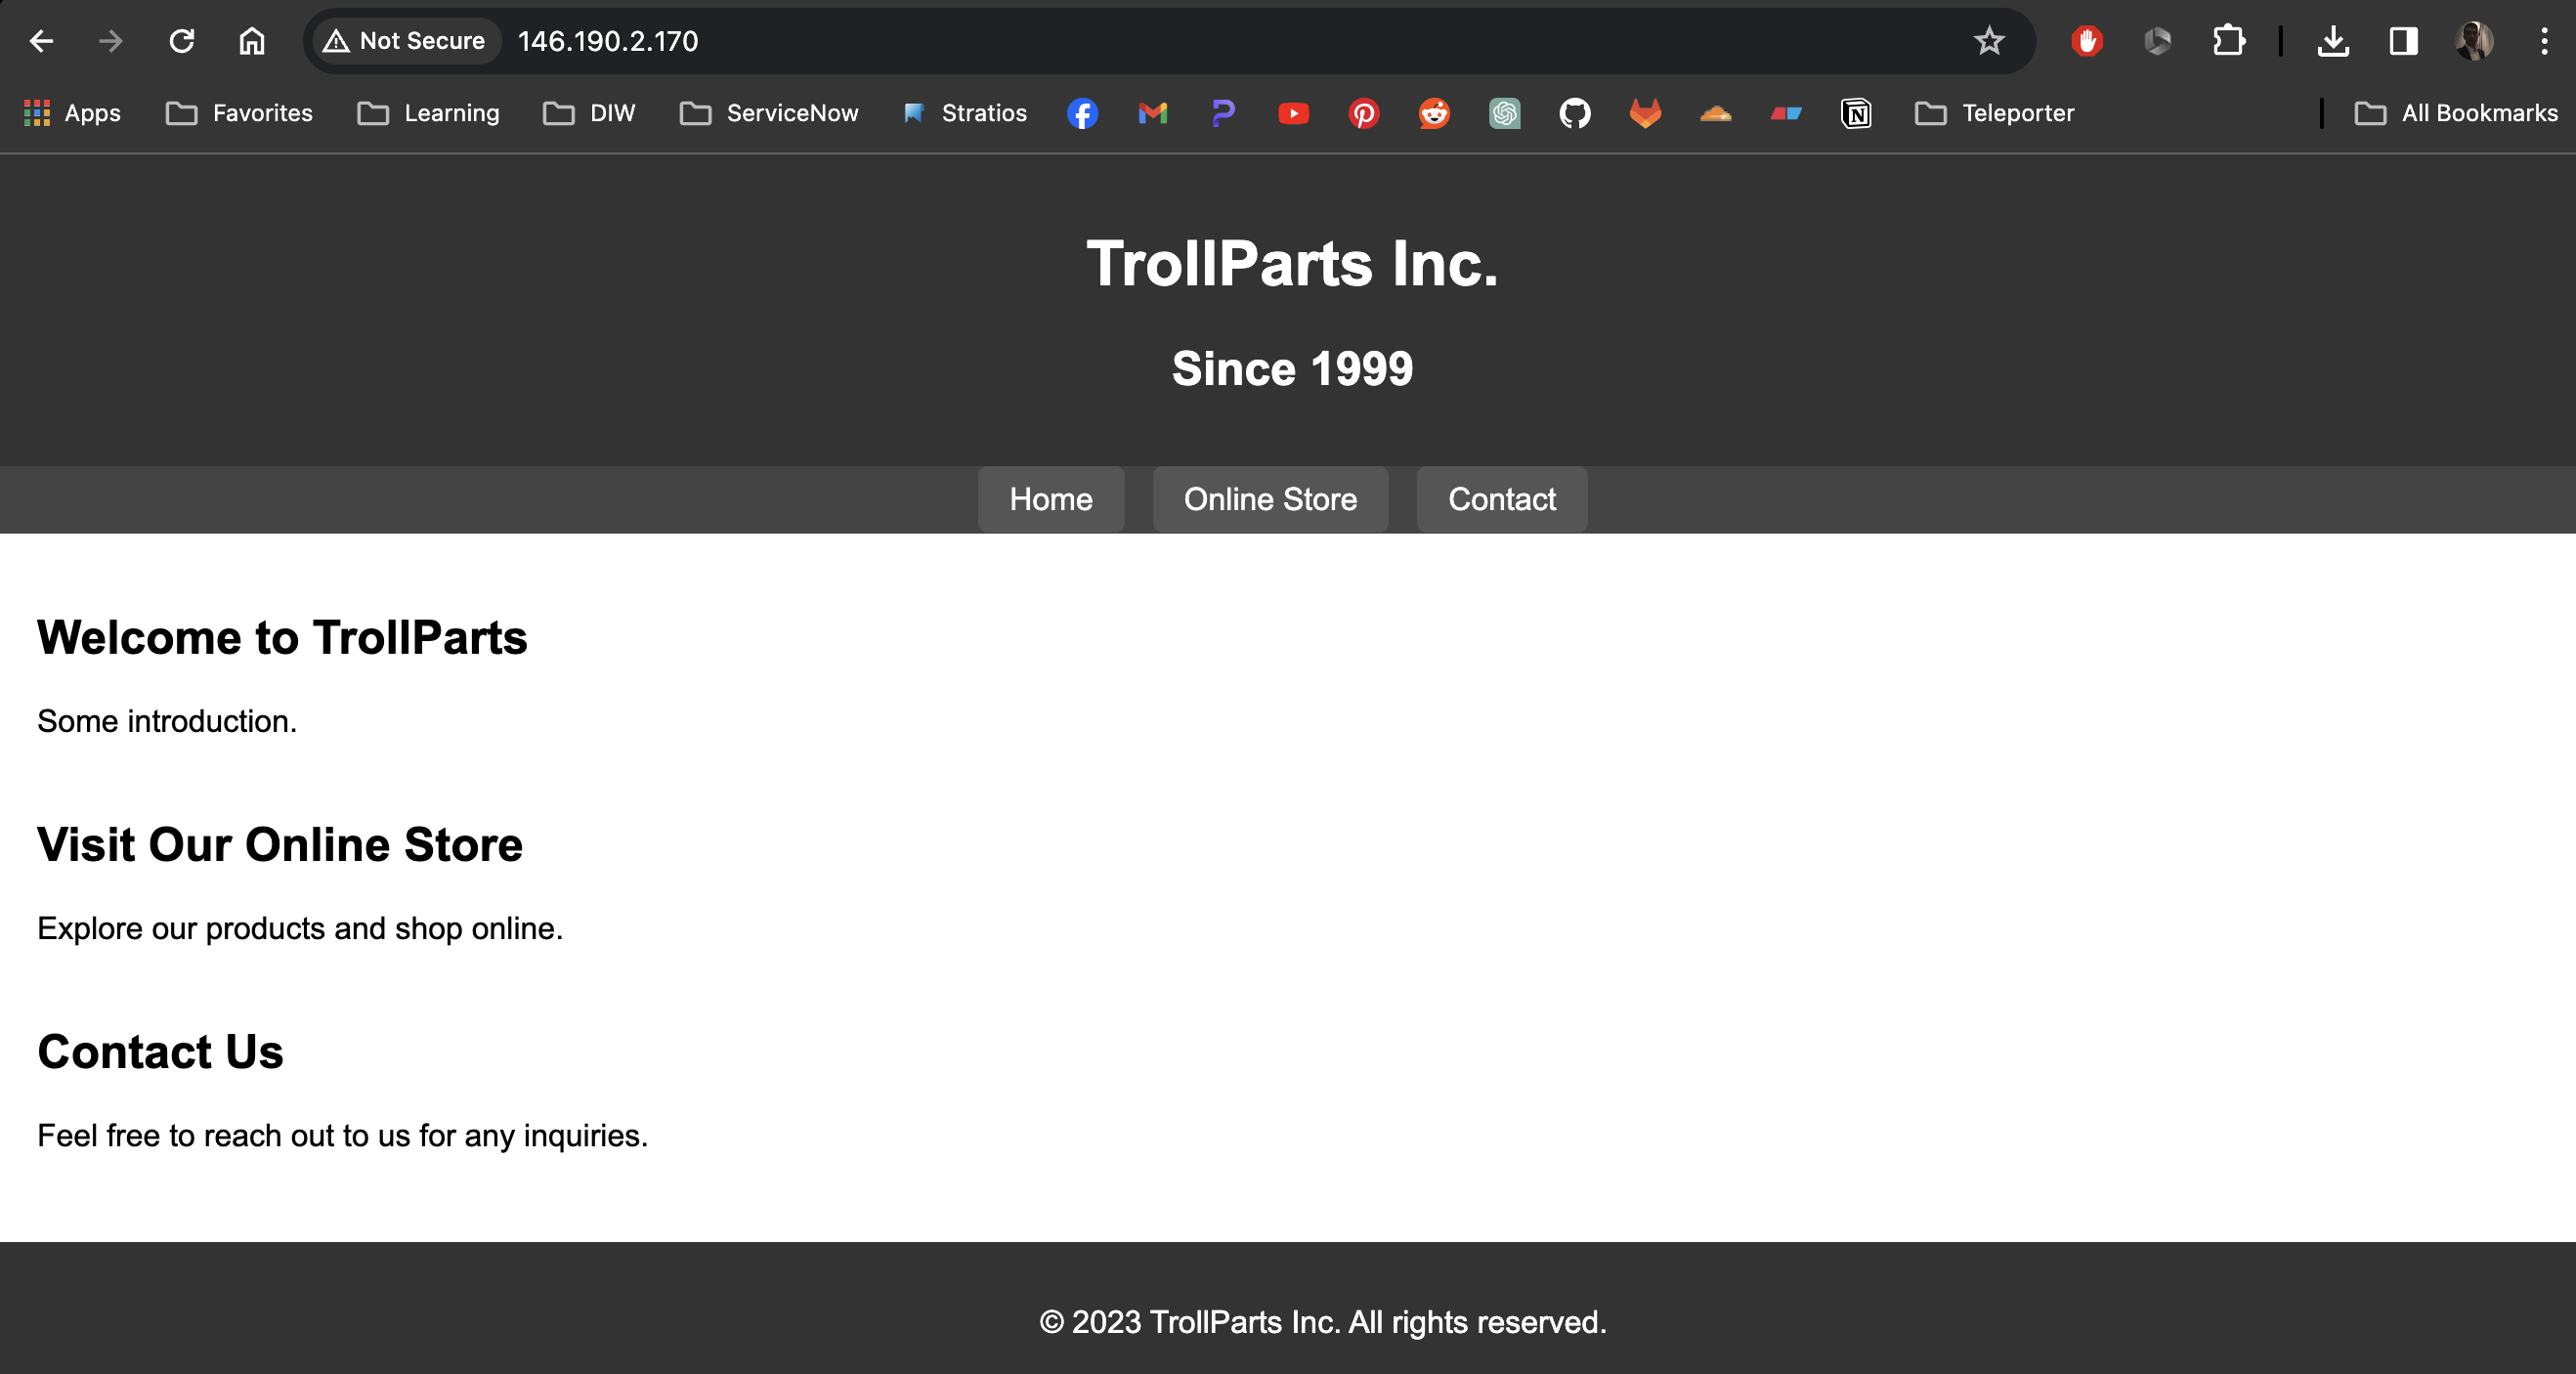 Not Secure 146.190.2.170
Apps Favorites Learning DIW ServiceNow Stratios Teleporter All Bookmarks
TrollParts Inc.
Since 1999
Home Online Store Contact
Welcome to TrollParts
Some introduction.
Visit Our Online Store
Explore our products and shop online.
Contact Us
Feel free to reach out to us for any inquiries.
© 2023 TrollParts Inc. All rights reserved.